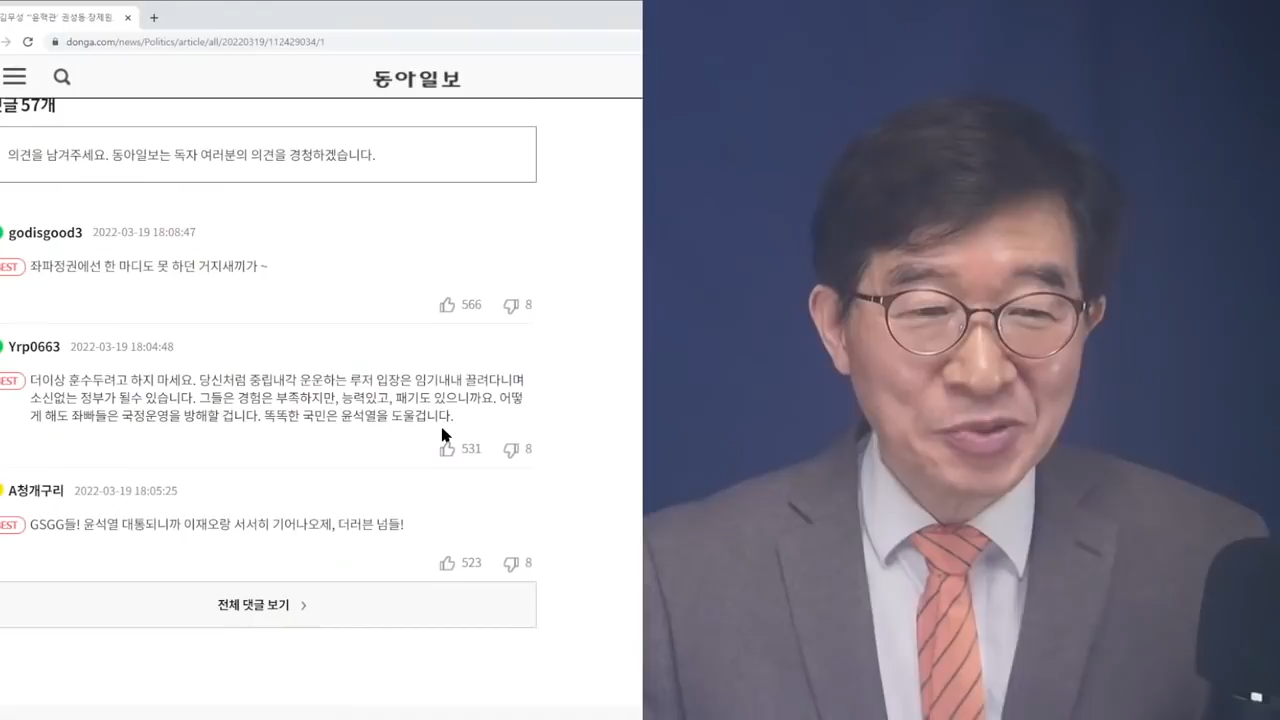 김무성 "'윤핵관' 권성동 장제원
donga.com/news/Politics/article/all/20220319/112429034/1
동아일보
댓글 57개
의견을 남겨주세요. 동아일보는 독자 여러분의 의견을 경청하겠습니다.
godisgood3 2022-03-19 18:08:47
BEST 좌파정권에선 한 마디도 못 하던 거지새끼가 ~
566 8
Yrp0663 2022-03-19 18:04:48
BEST 더이상 훈수두려고 하지 마세요. 당신처럼 중립내각 운운하는 루저 입장은 임기내내 끌려다니며
소신없는 정부가 될수 있습니다. 그들은 경험은 부족하지만, 능력있고, 패기도 있으니까요. 어떻
게 해도 좌빠들은 국정운영을 방해할 겁니다. 똑똑한 국민은 윤석열을 도울겁니다.
531 8
A청개구리 2022-03-19 18:05:25
BEST GSGG들! 윤석열 대통되니까 이재오랑 서서히 기어나오제, 더러븐 넘들!
523 8
전체 댓글 보기 >